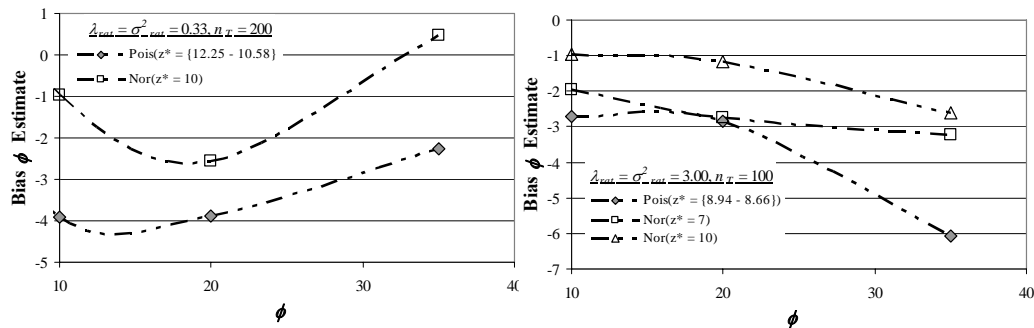 1
0
-1
-2
-3
-4
-5
Bias ϕ Estimate
λrat = σ²rat = 0.33, n T = 200
Pois(z* = {12.25 - 10.58}
Nor(z* = 10)
10
20
30
40
ϕ
0
-1
-2
-3
-4
-5
-6
-7
Bias ϕ Estimate
λrat = σ²rat = 3.00, n T = 100
Pois(z* = {8.94 - 8.66})
Nor(z* = 7)
Nor(z* = 10)
10
20
30
40
ϕ